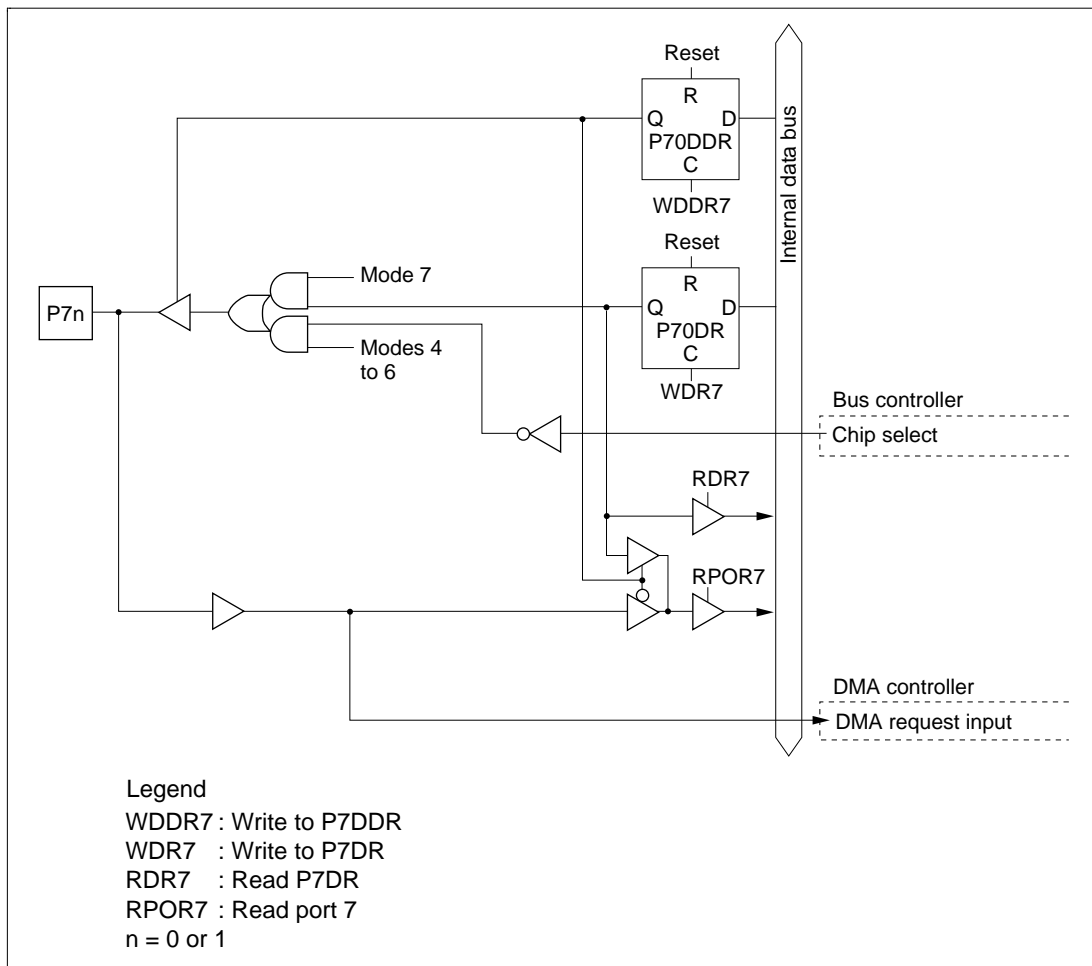 Reset
R
Q D
P70DDR
C
WDDR7
Internal data bus
Reset
R
Q D
P70DR
C
WDR7
Mode 7
P7n
Modes 4
to 6
Bus controller
Chip select
RDR7
RPOR7
DMA controller
DMA request input
Legend
WDDR7 : Write to P7DDR
WDR7 : Write to P7DR
RDR7 : Read P7DR
RPOR7 : Read port 7
n = 0 or 1